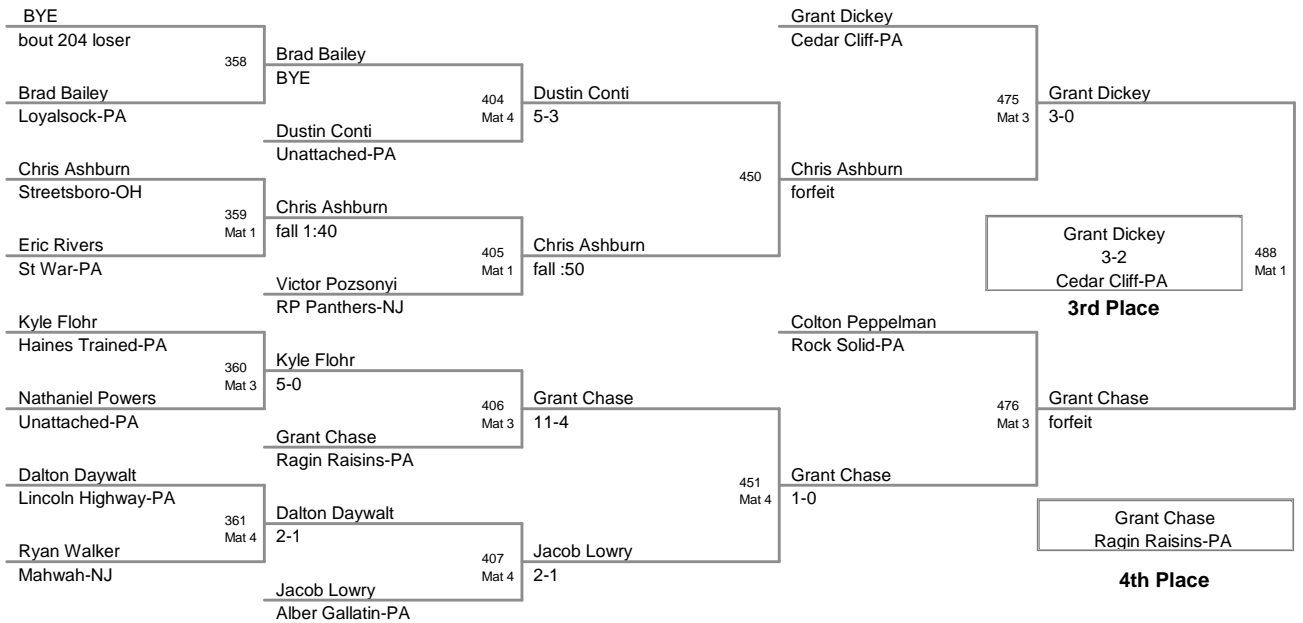 BYE
bout 204 loser
358
Brad Bailey
Loyalsock-PA
Chris Ashburn
Streetsboro-OH
359
Mat 1
Eric Rivers
St War-PA
Kyle Flohr
Haines Trained-PA
360
Mat 3
Nathaniel Powers
Unattached-PA
Dalton Daywalt
Lincoln Highway-PA
361
Mat 4
Ryan Walker
Mahwah-NJ
Brad Bailey
BYE
404
Mat 4
Dustin Conti
Unattached-PA
Chris Ashburn
fall 1:40
405
Mat 1
Victor Pozsonyi
RP Panthers-NJ
Kyle Flohr
5-0
406
Mat 3
Grant Chase
Ragin Raisins-PA
Dalton Daywalt
2-1
407
Mat 4
Jacob Lowry
Alber Gallatin-PA
Dustin Conti
5-3
450
Chris Ashburn
fall :50
Grant Chase
11-4
451
Mat 4
Jacob Lowry
2-1
Grant Dickey
Cedar Cliff-PA
475
Mat 3
Chris Ashburn
forfeit
Colton Peppelman
Rock Solid-PA
476
Mat 3
Grant Chase
1-0
Grant Dickey
3-0
488
Mat 1
Grant Chase
forfeit
Grant Dickey
3-2
Cedar Cliff-PA
3rd Place
Grant Chase
Ragin Raisins-PA
4th Place